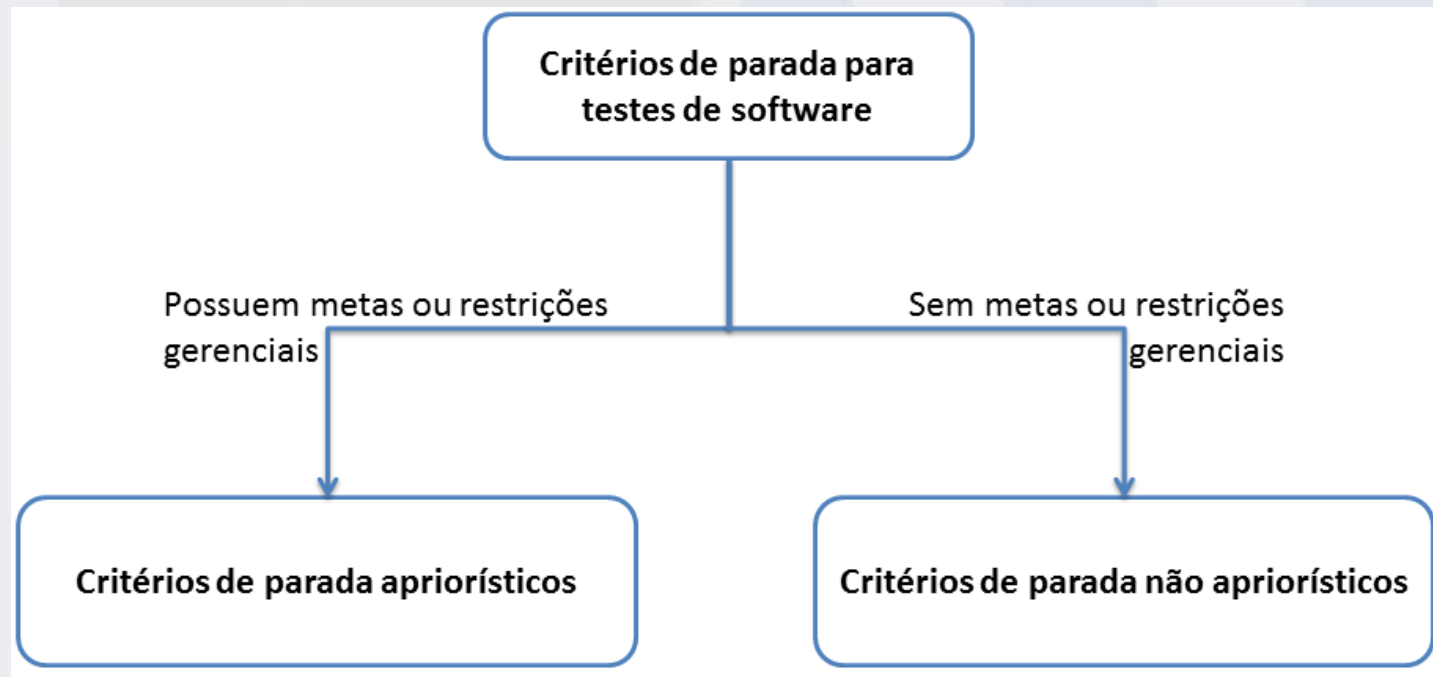 Critérios de parada para
testes de software
Possuem metas ou restrições
gerenciais
Sem metas ou restrições
gerenciais
Critérios de parada apriorísticos
Critérios de parada não apriorísticos